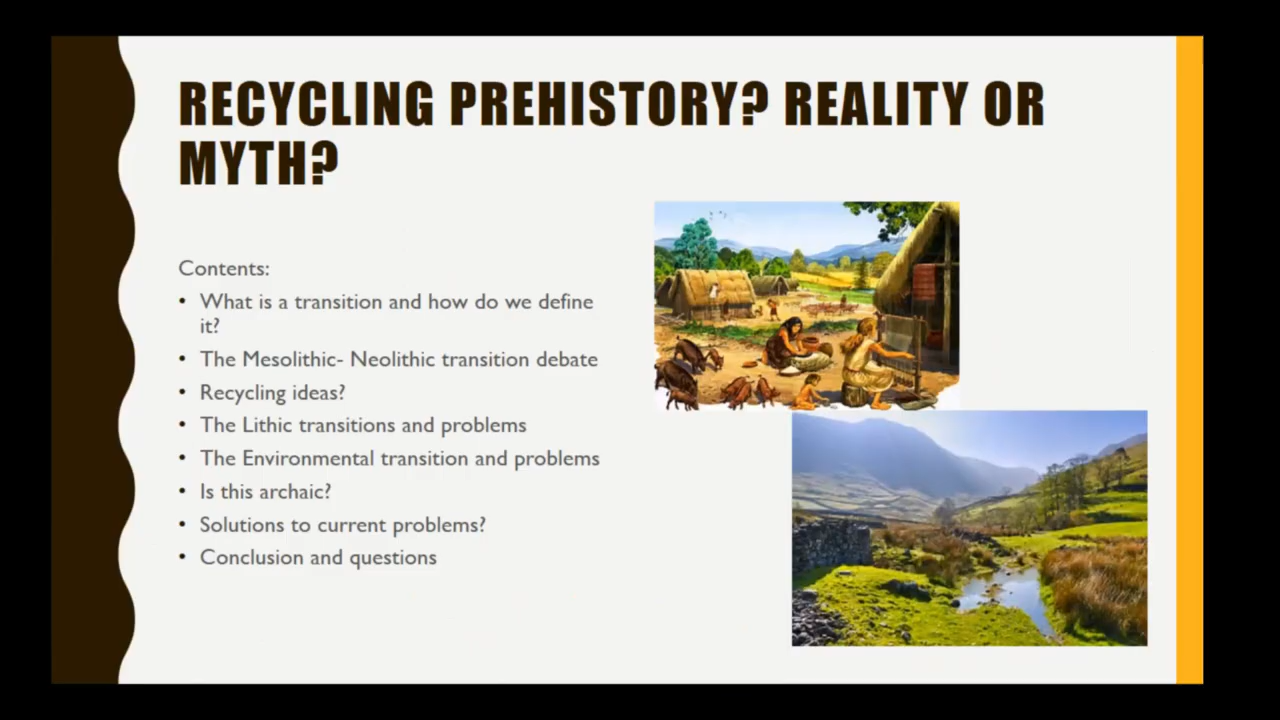 RECYCLING PREHISTORY? REALITY OR
MYTH?
Contents:
• What is a transition and how do we define
it?
• The Mesolithic- Neolithic transition debate
• Recycling ideas?
• The Lithic transitions and problems
• The Environmental transition and problems
• Is this archaic?
• Solutions to current problems?
• Conclusion and questions